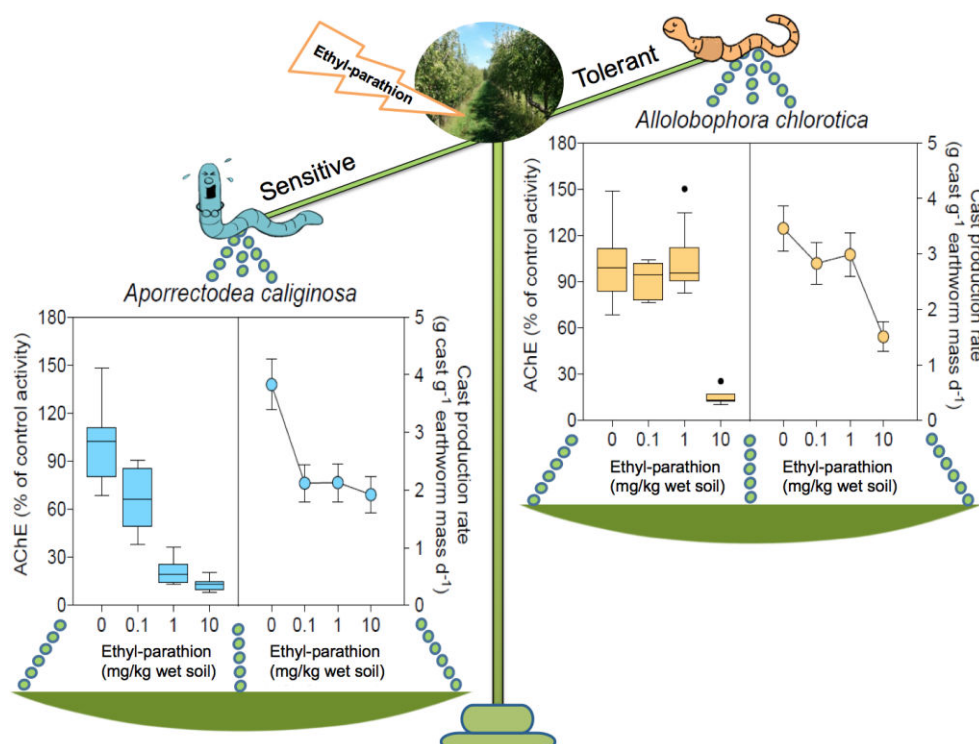 Ethyl-parathion
Tolerant
Sensitive
Allolobophora chlorotica
180
150
120
90
60
30
0
AChE (% of control activity)
5
4
3
2
1
0
Cast production rate
(g cast g⁻¹ earthworm mass d⁻¹)
0 0.1 1 10
0 0.1 1 10
Ethyl-parathion
(mg/kg wet soil)
Ethyl-parathion
(mg/kg wet soil)
Aporrectodea caliginosa
180
150
120
90
60
30
0
AChE (% of control activity)
5
4
3
2
1
0
Cast production rate
(g cast g⁻¹ earthworm mass d⁻¹)
0 0.1 1 10
0 0.1 1 10
Ethyl-parathion
(mg/kg wet soil)
Ethyl-parathion
(mg/kg wet soil)